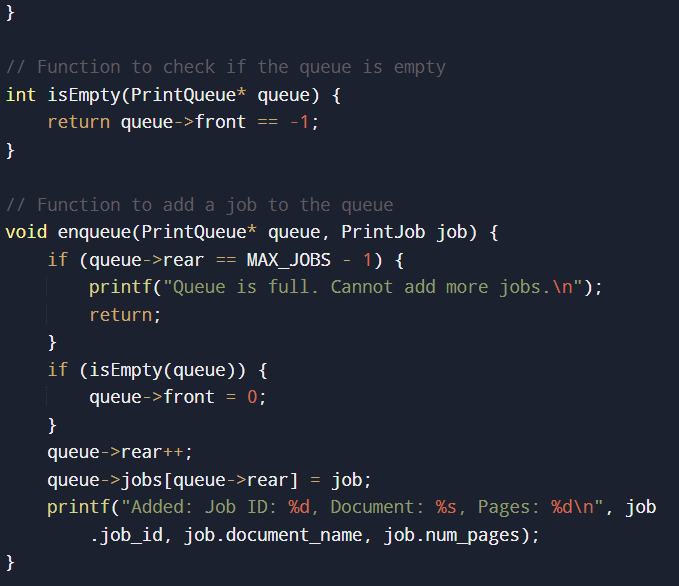 }

// Function to check if the queue is empty
int isEmpty(PrintQueue* queue) {
    return queue->front == -1;
}

// Function to add a job to the queue
void enqueue(PrintQueue* queue, PrintJob job) {
    if (queue->rear == MAX_JOBS - 1) {
        printf("Queue is full. Cannot add more jobs.\n");
        return;
    }
    if (isEmpty(queue)) {
        queue->front = 0;
    }
    queue->rear++;
    queue->jobs[queue->rear] = job;
    printf("Added: Job ID: %d, Document: %s, Pages: %d\n", job
        .job_id, job.document_name, job.num_pages);
}